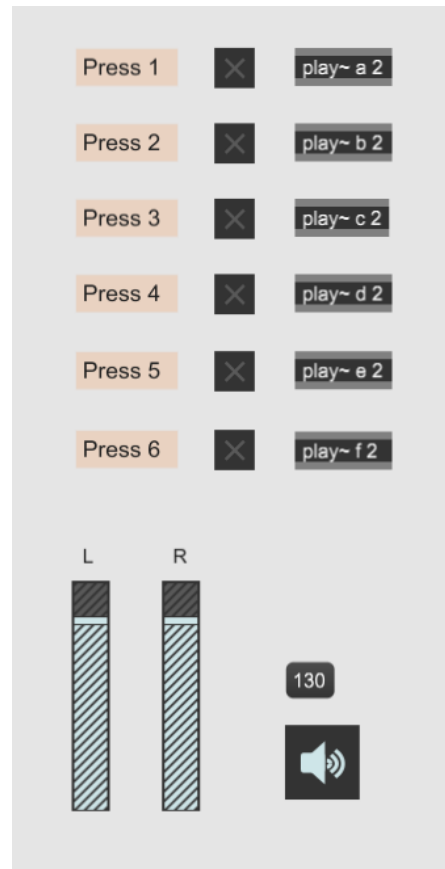 Press 1 play~ a 2
Press 2 play~ b 2
Press 3 play~ c 2
Press 4 play~ d 2
Press 5 play~ e 2
Press 6 play~ f 2
L R
130